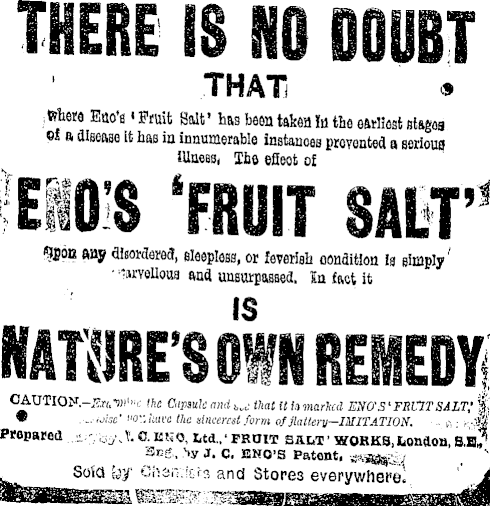 THERE IS NO DOUBT
THAT
where Eno's 'Fruit Salt' has been taken in the earliest stages
of a disease it has in innumerable instances prevented a serious
illness. The effect of
ENO'S 'FRUIT SALT'
upon any disordered, sleepless, or feverish condition is simply
marvellous and unsurpassed. In fact it
IS
NATURE'S OWN REMEDY
CAUTION.—Examine the Capsule and see that it is marked ENO'S 'FRUIT SALT,'
you have the sincerest form of flattery—IMITATION.
Prepared J. C. ENO, Ltd., 'FRUIT SALT' WORKS, London, S.E.,
Eng., by J. C. ENO'S Patent.
Sold by Chemists and Stores everywhere.